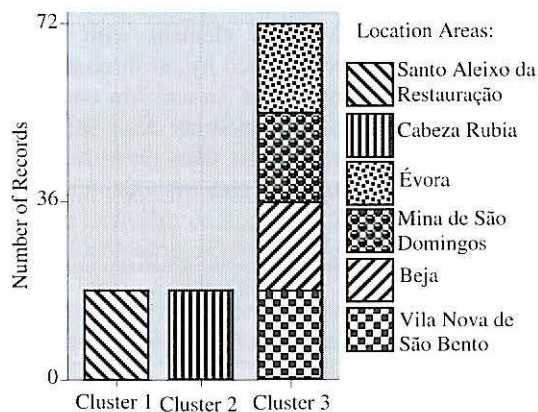 72
36
0
Number of Records
Cluster 1
Cluster 2
Cluster 3
Location Areas:
Santo Aleixo da
Restauração
Cabeza Rubia
Évora
Mina de São
Domingos
Beja
Vila Nova de
São Bento